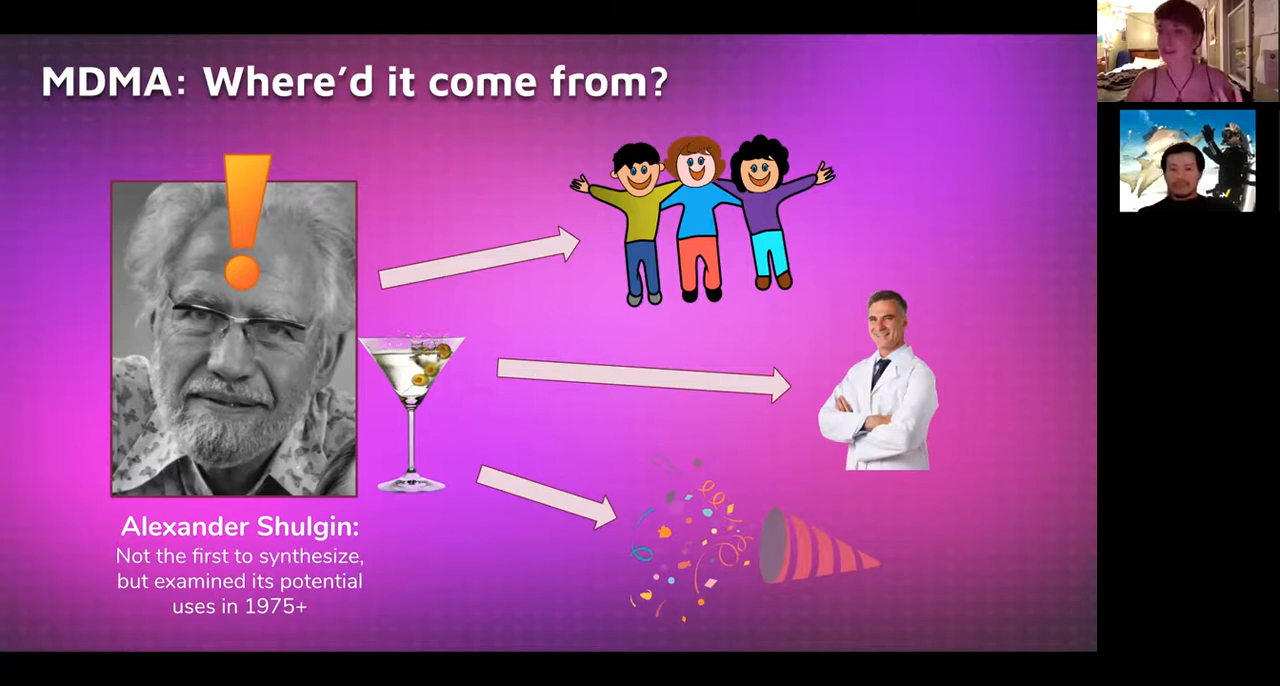 MDMA: Where'd it come from?
Alexander Shulgin:
Not the first to synthesize,
but examined its potential
uses in 1975+